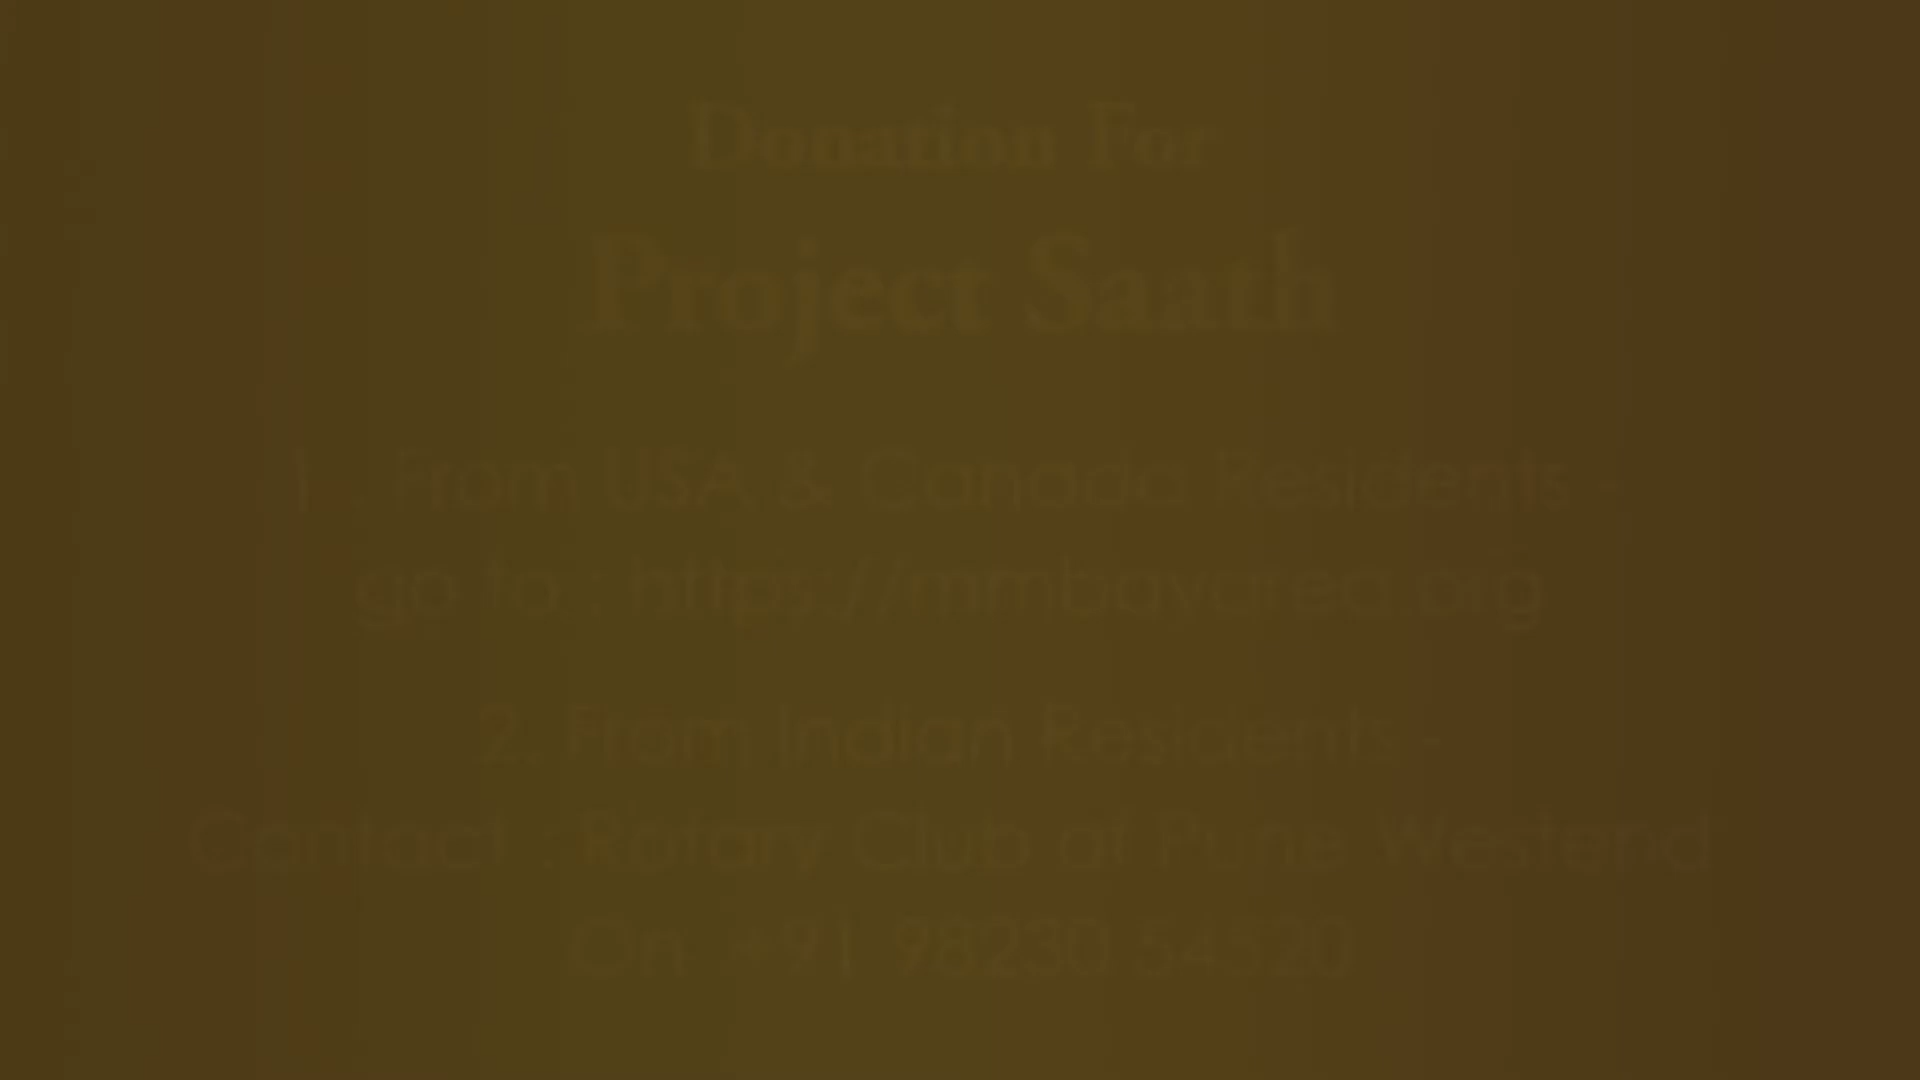 Donation For
Project Saath
1. From USA & Canada Residents -
go to : https://mmbayarea.org
2. From Indian Residents -
Contact : Rotary Club of Pune Westend
On +91 98230 54520